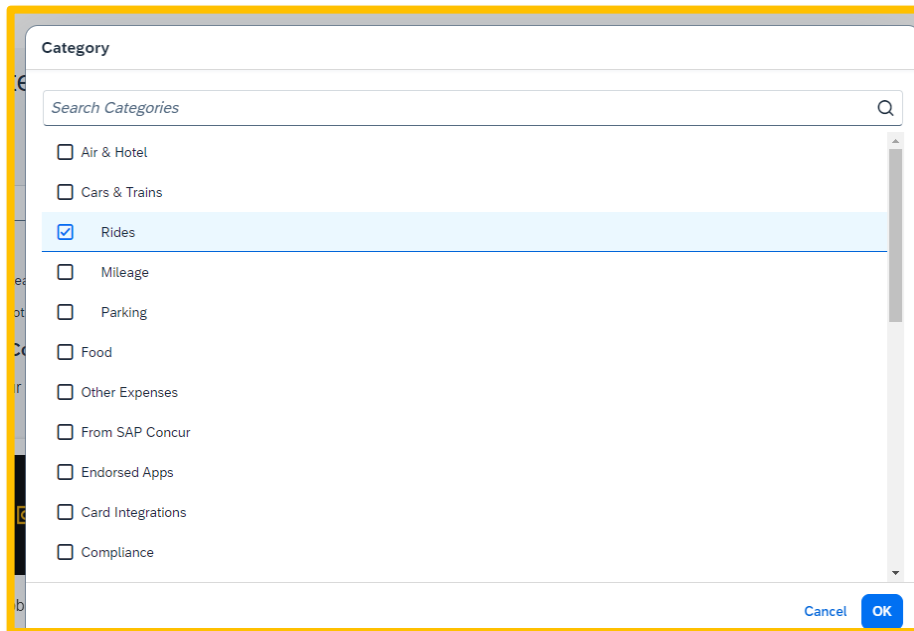 Category
Search Categories
Air & Hotel
Cars & Trains
Rides
Mileage
Parking
Food
Other Expenses
From SAP Concur
Endorsed Apps
Card Integrations
Compliance
Cancel
OK